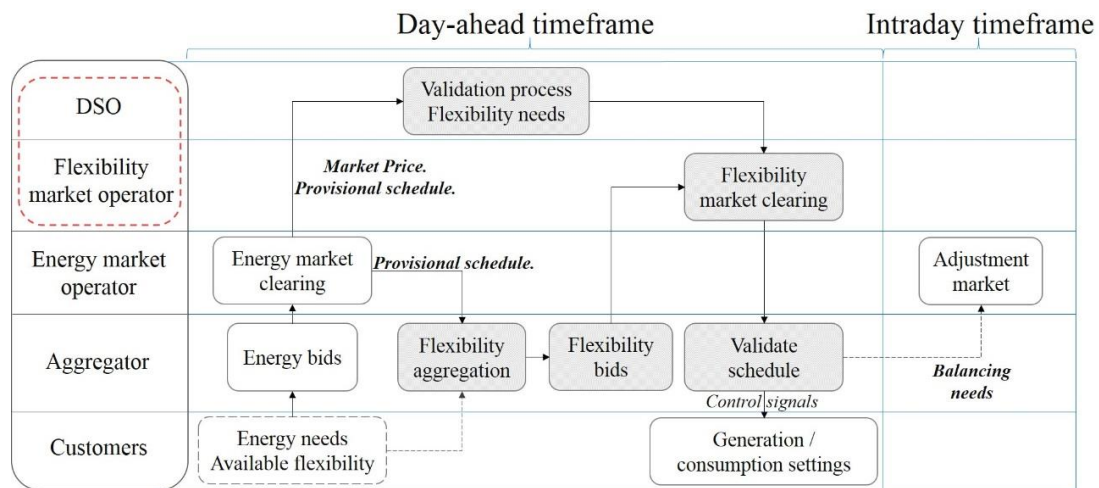 Day-ahead timeframe
Intraday timeframe
DSO
Validation process
Flexibility needs
Flexibility
market operator
Market Price.
Provisional schedule.
Flexibility
market clearing
Energy market
operator
Energy market
clearing
Provisional schedule.
Adjustment
market
Aggregator
Energy bids
Flexibility
aggregation
Flexibility
bids
Validate
schedule
Balancing
needs
Control signals
Customers
Energy needs
Available flexibility
Generation /
consumption settings